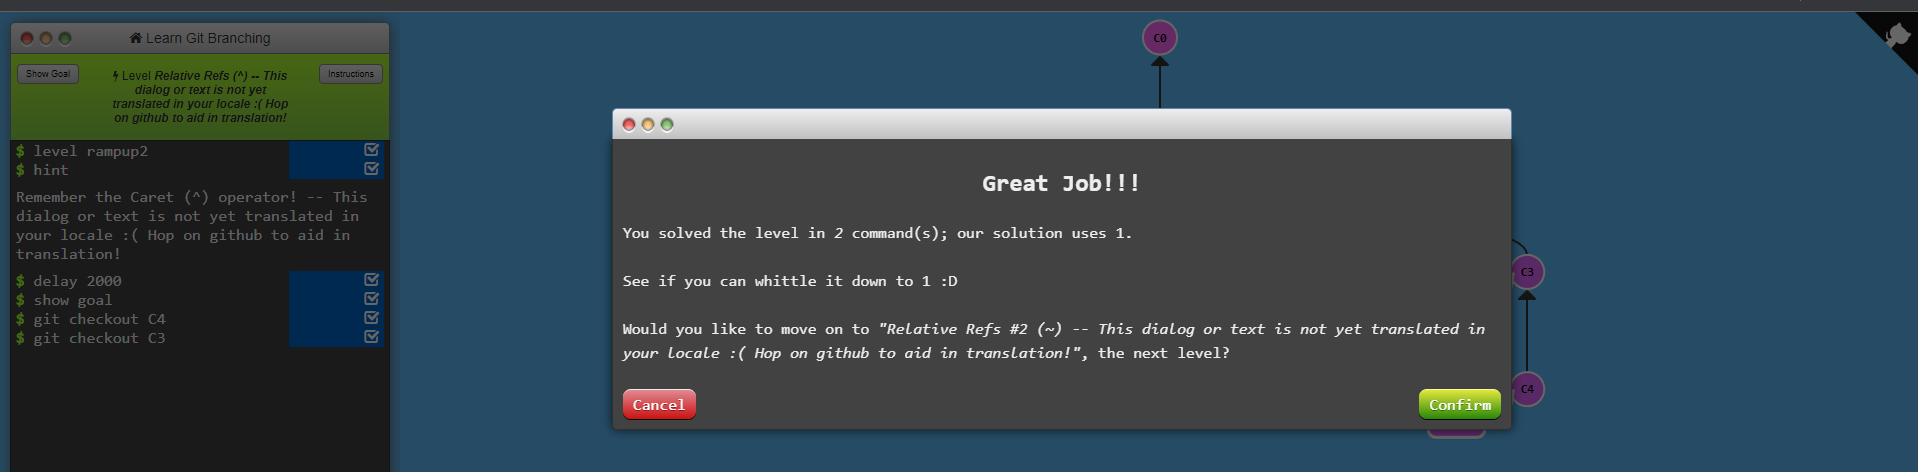 Learn Git Branching
Show Goal
Level Relative Refs (^) -- This
dialog or text is not yet
translated in your locale :( Hop
on github to aid in translation!
Instructions
$ level rampup2
$ hint
Remember the Caret (^) operator! -- This
dialog or text is not yet translated in
your locale :( Hop on github to aid in
translation!
$ delay 2000
$ show goal
$ git checkout C4
$ git checkout C3
C0
Great Job!!!
You solved the level in 2 command(s); our solution uses 1.
See if you can whittle it down to 1 :D
Would you like to move on to "Relative Refs #2 (~) -- This dialog or text is not yet translated in
your locale :( Hop on github to aid in translation!", the next level?
Cancel
Confirm
C3
C4